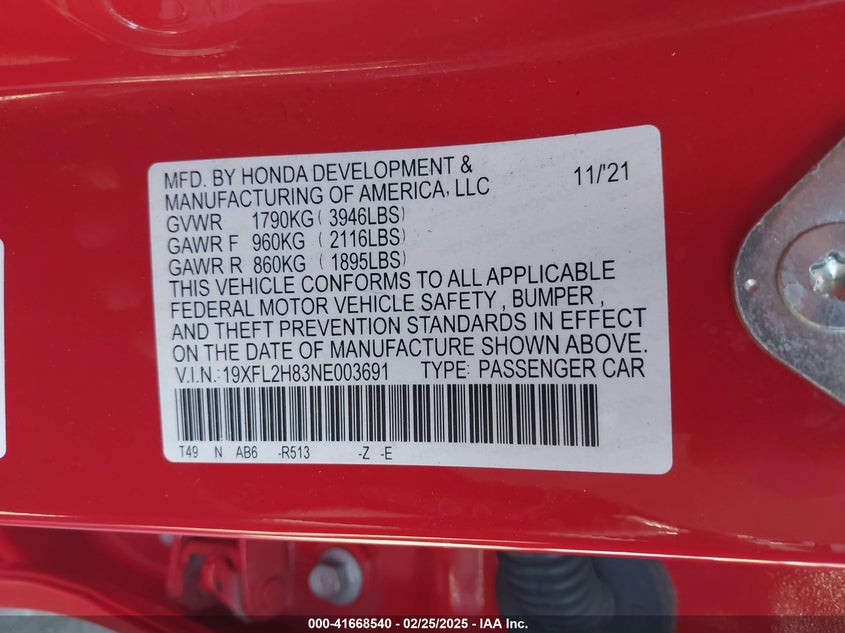 MFD. BY HONDA DEVELOPMENT & MANUFACTURING OF AMERICA, LLC 11/'21
GVWR 1790KG ( 3946LBS)
GAWR F 960KG ( 2116LBS)
GAWR R 860KG ( 1895LBS)
THIS VEHICLE CONFORMS TO ALL APPLICABLE
FEDERAL MOTOR VEHICLE SAFETY , BUMPER ,
AND THEFT PREVENTION STANDARDS IN EFFECT
ON THE DATE OF MANUFACTURE SHOWN ABOVE.
V.I.N.: 19XFL2H83NE003691 TYPE: PASSENGER CAR
T49 N AB6 -R513 -Z -E
000-41668540 - 02/25/2025 - IAA Inc.